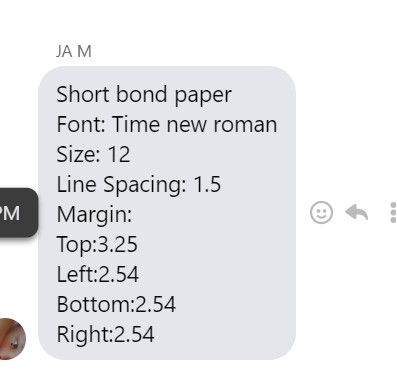 JA M
Short bond paper
Font: Time new roman
Size: 12
Line Spacing: 1.5
PM
Margin:
Top:3.25
Left:2.54
Bottom:2.54
Right:2.54